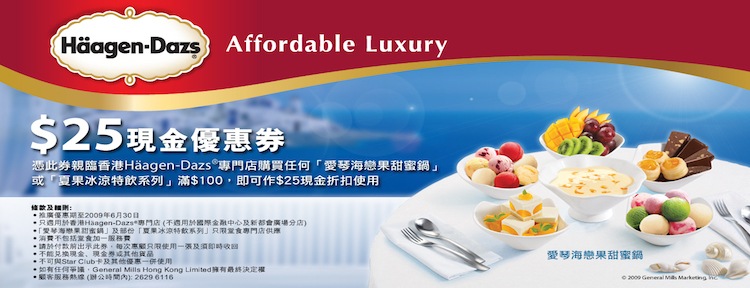 Häagen-Dazs®
Affordable Luxury
$25現金優惠券
憑此券親臨香港Häagen-Dazs®專門店購買任何「愛琴海戀果甜蜜鍋」
或「夏果冰涼特飲系列」滿$100，即可作$25現金折扣使用
條款及細則:
• 推廣優惠期至2009年6月30日
• 只適用於香港Häagen-Dazs®專門店 (不適用於國際金融中心及新都會廣場分店)
• 「愛琴海戀果甜蜜鍋」及部份「夏果冰涼特飲系列」只限堂食專門店供應
• 消費不包括堂食加一服務費
• 請於付款前出示此券，每次惠顧只限使用一張及須即時收回
• 不能兌換現金、現金券或其他貨品
• 不可與Star Club卡及其他優惠一併使用
• 如有任何爭議，General Mills Hong Kong Limited擁有最終決定權
• 顧客服務熱線 (辦公時間內): 2629 6116
愛琴海戀果甜蜜鍋
© 2009 General Mills Marketing, Inc.